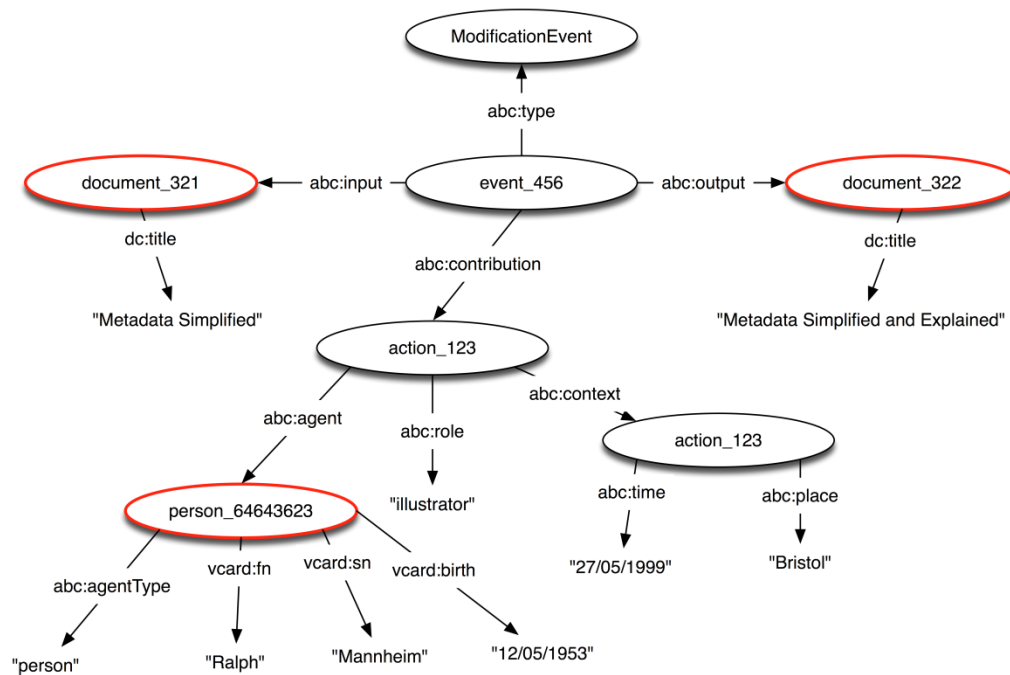 ModificationEvent
abc:type
document_321
abc:input
event_456
abc:output
document_322
dc:title
abc:contribution
dc:title
"Metadata Simplified"
"Metadata Simplified and Explained"
action_123
abc:context
abc:agent
abc:role
action_123
abc:time
abc:place
"illustrator"
person_64643623
"27/05/1999"
"Bristol"
abc:agentType
vcard:fn
vcard:sn
vcard:birth
"person"
"Ralph"
"Mannheim"
"12/05/1953"